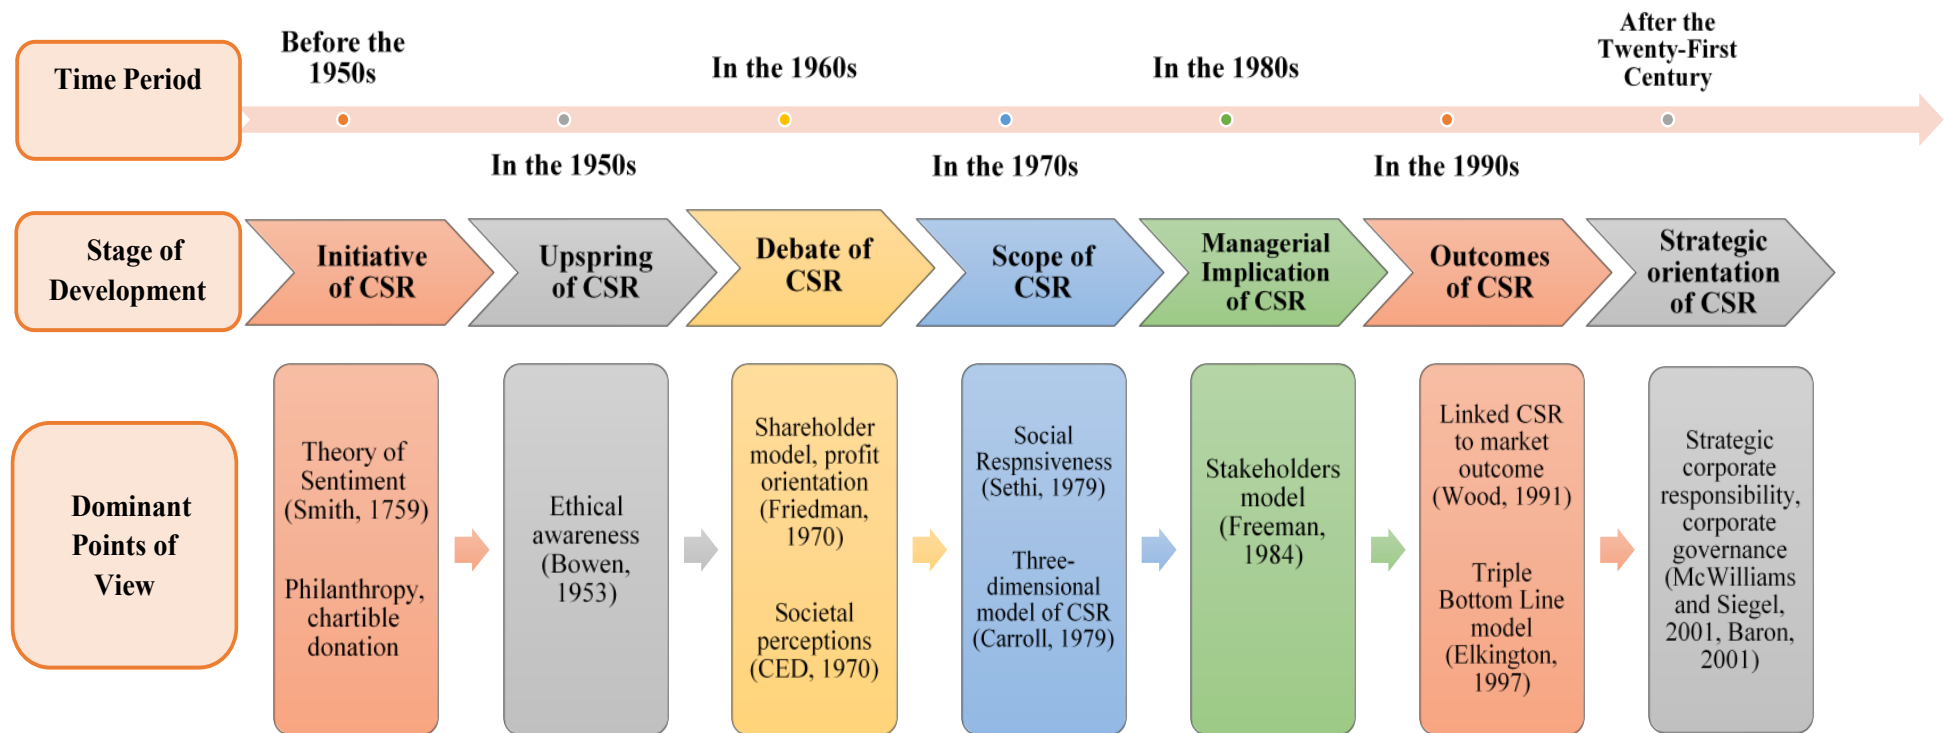 Time Period
Before the
1950s
In the 1950s
In the 1960s
In the 1970s
In the 1980s
In the 1990s
After the
Twenty-First
Century
Stage of
Development
Initiative
of CSR
Upspring
of CSR
Debate of
CSR
Scope of
CSR
Managerial
Implication
of CSR
Outcomes
of CSR
Strategic
orientation
of CSR
Dominant
Points of
View
Theory of
Sentiment
(Smith, 1759)
Philanthropy,
chartible
donation
Ethical
awareness
(Bowen,
1953)
Shareholder
model, profit
orientation
(Friedman,
1970)
Societal
perceptions
(CED, 1970)
Social
Respnsiveness
(Sethi, 1979)
Three-
dimensional
model of CSR
(Carroll, 1979)
Stakeholders
model
(Freeman,
1984)
Linked CSR
to market
outcome
(Wood, 1991)
Triple
Bottom Line
model
(Elkington,
1997)
Strategic
corporate
responsibility,
corporate
governance
(McWilliams
and Siegel,
2001, Baron,
2001)